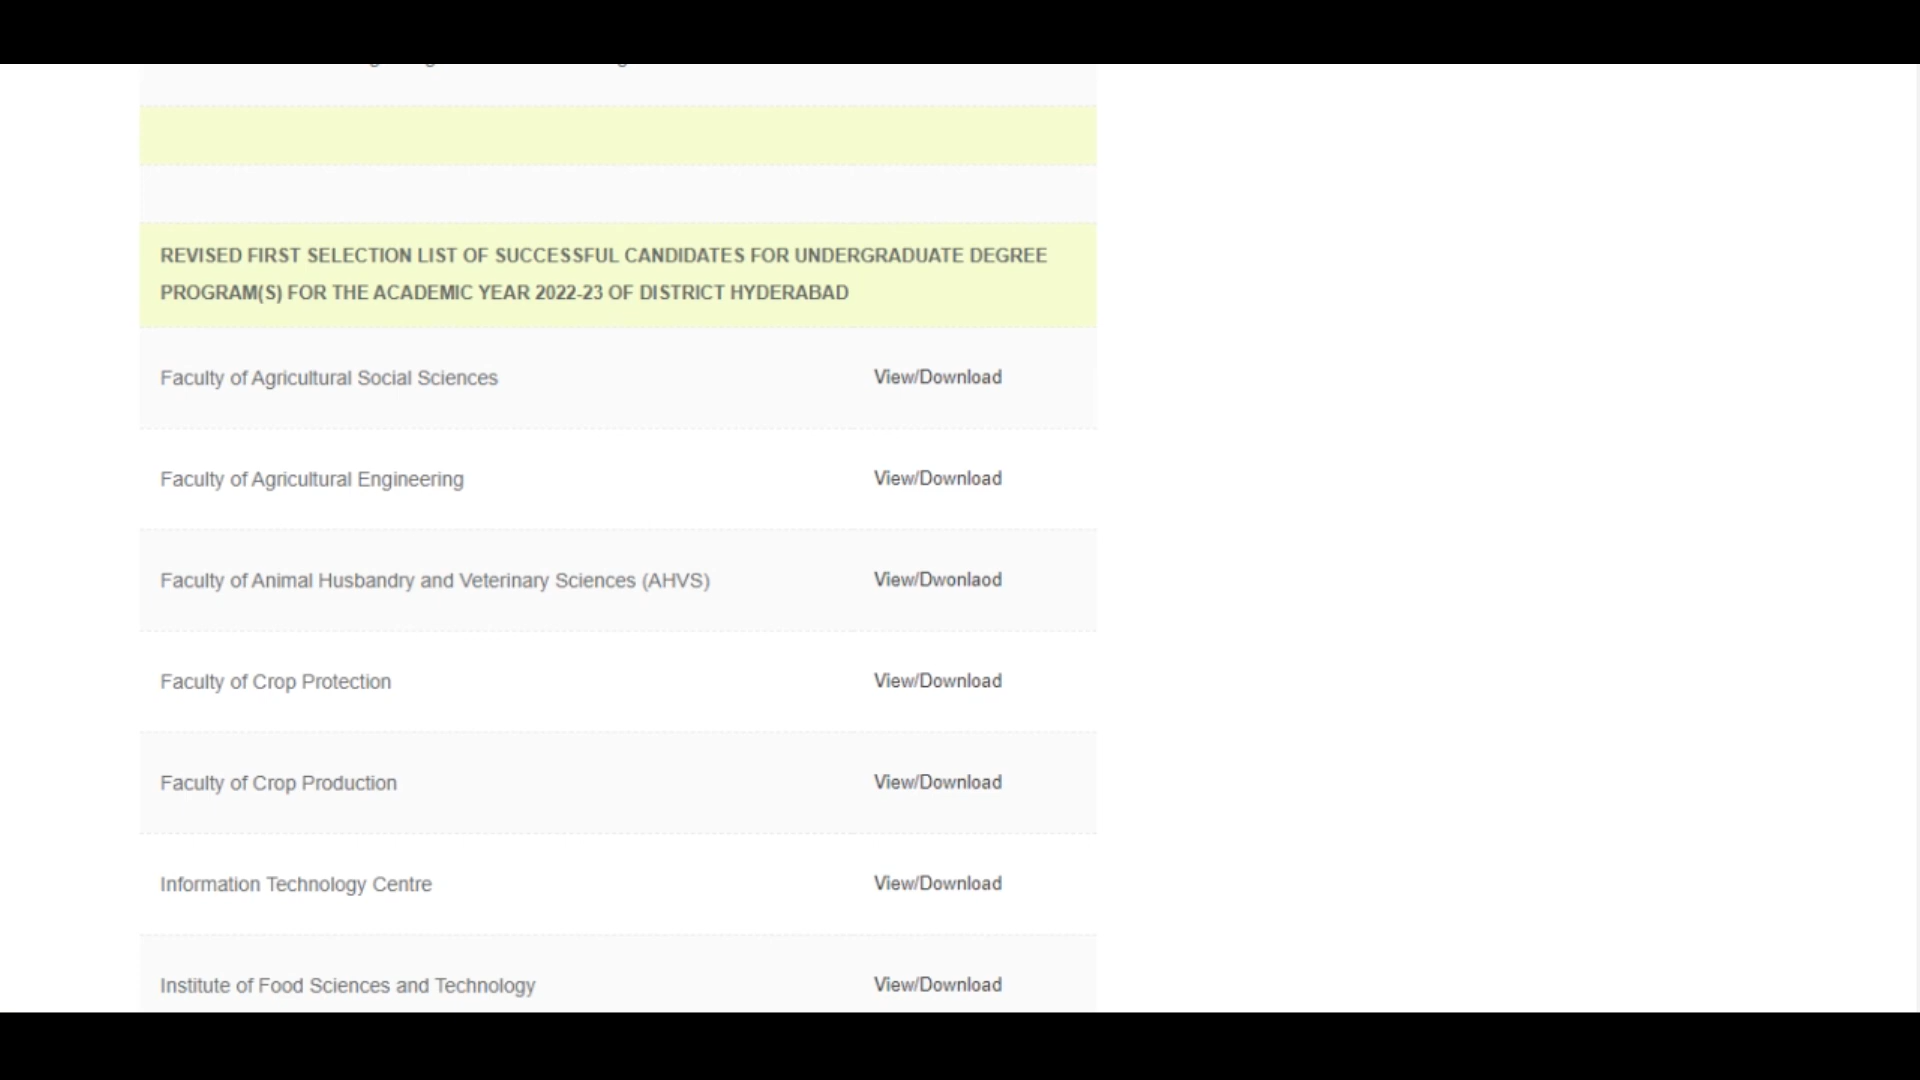 REVISED FIRST SELECTION LIST OF SUCCESSFUL CANDIDATES FOR UNDERGRADUATE DEGREE
PROGRAM(S) FOR THE ACADEMIC YEAR 2022-23 OF DISTRICT HYDERABAD
Faculty of Agricultural Social Sciences View/Download
Faculty of Agricultural Engineering View/Download
Faculty of Animal Husbandry and Veterinary Sciences (AHVS) View/Dwonlaod
Faculty of Crop Protection View/Download
Faculty of Crop Production View/Download
Information Technology Centre View/Download
Institute of Food Sciences and Technology View/Download